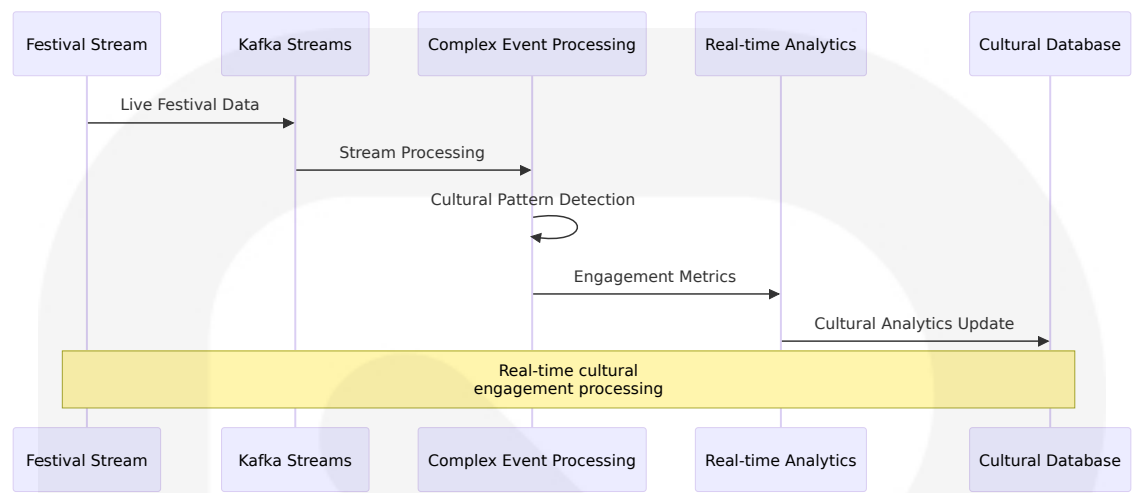 Festival Stream
Kafka Streams
Complex Event Processing
Real-time Analytics
Cultural Database
Live Festival Data
Stream Processing
Cultural Pattern Detection
Engagement Metrics
Cultural Analytics Update
Real-time cultural
engagement processing
Festival Stream
Kafka Streams
Complex Event Processing
Real-time Analytics
Cultural Database